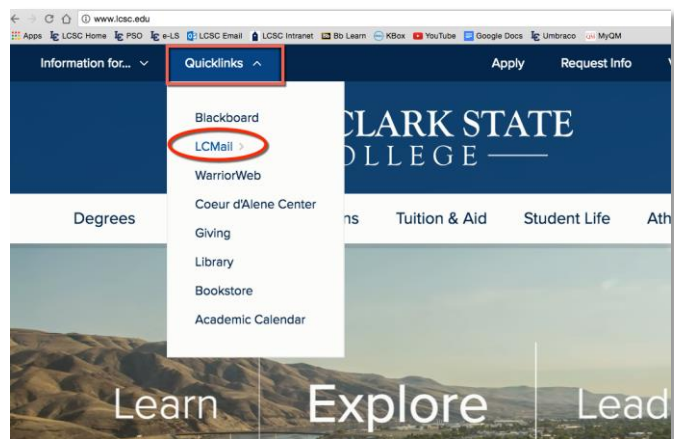 www.lcsc.edu
Apps LCSC Home PSO e-LS LCSC Email LCSC Intranet Bb Learn KBox YouTube Google Docs Umbraco MyQM
Information for... Quicklinks Apply Request Info
Blackboard
LCMail
WarriorWeb
Coeur d'Alene Center
Giving
Library
Bookstore
Academic Calendar
CLARK STATE
OLLEGE
Degrees ns Tuition & Aid Student Life Ath
Learn Explore Lead